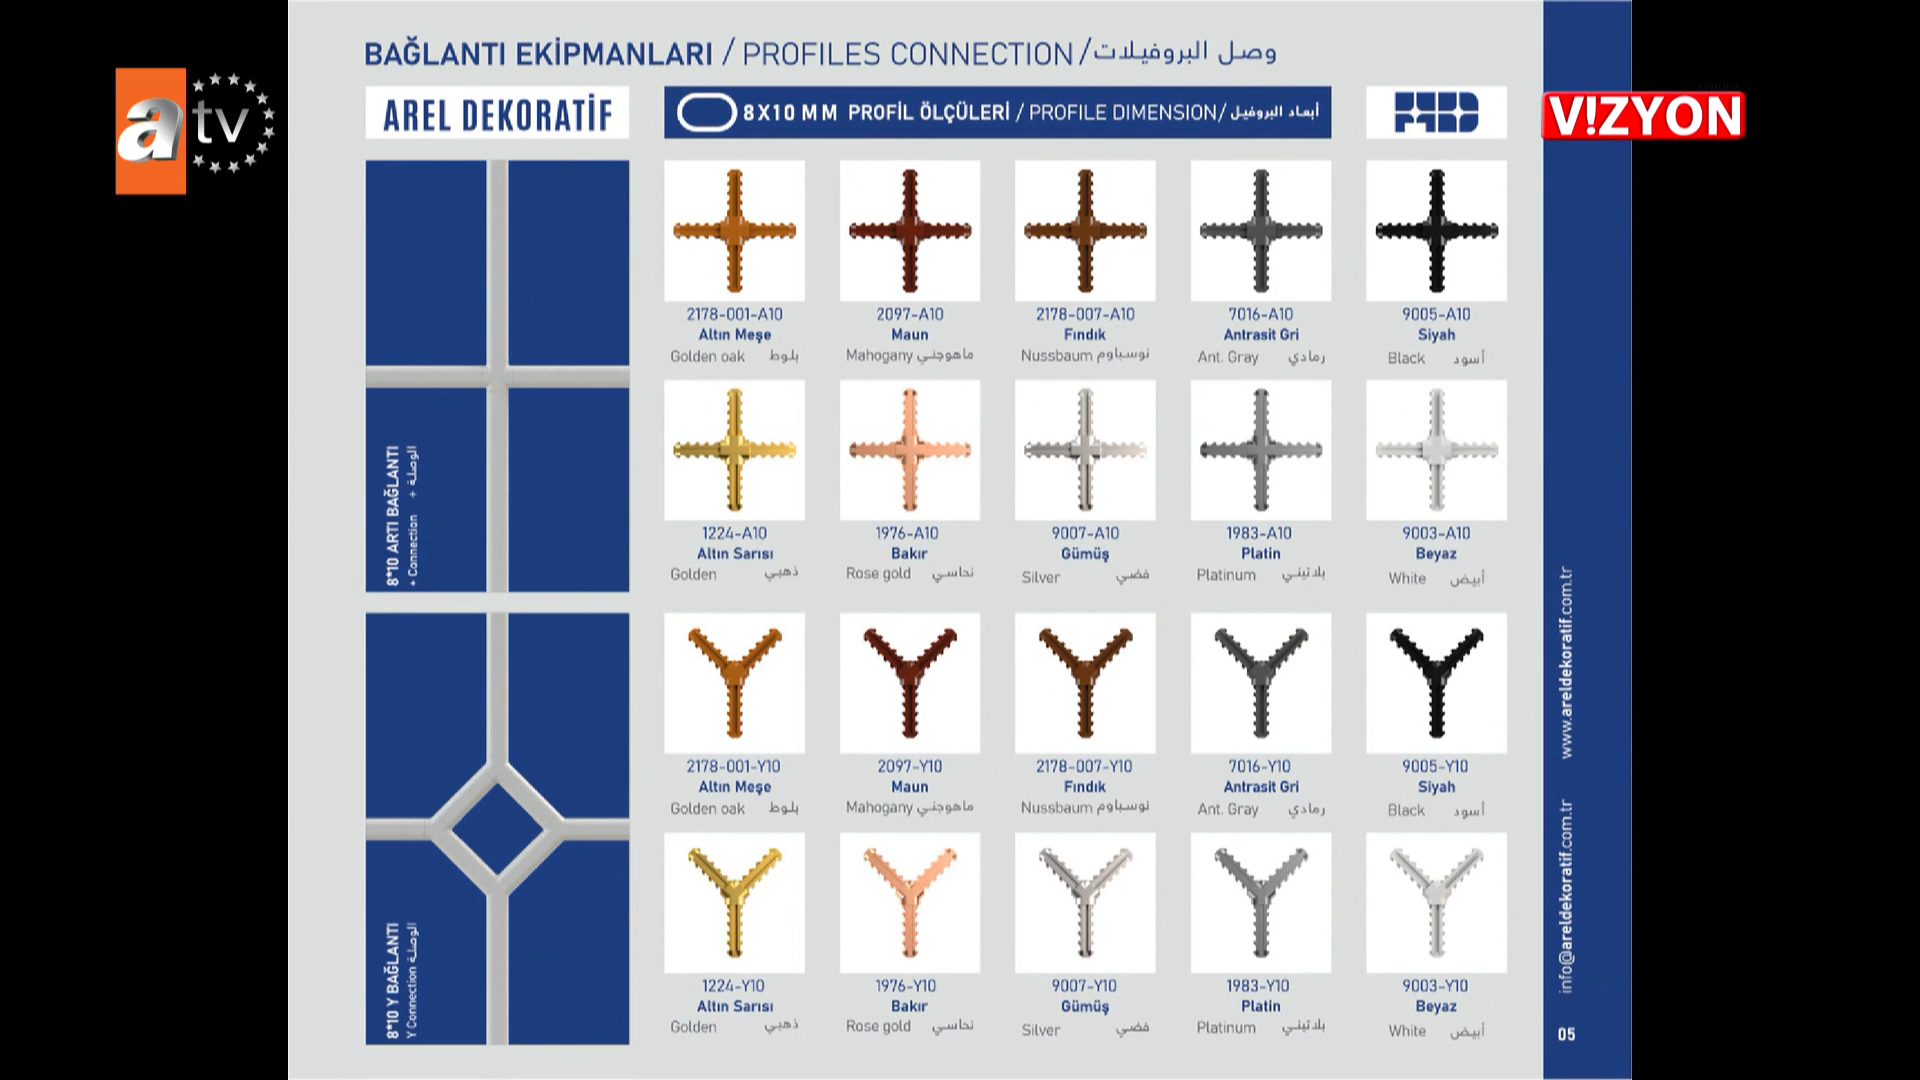 BAĞLANTI EKİPMANLARI / PROFILES CONNECTION / وصل البروفيلات
a tv
AREL DEKORATİF
8X10 MM PROFİL ÖLÇÜLERİ / PROFILE DIMENSION / أبعاد البروفيل
V!ZYON
2178-001-A10
Altın Meşe
Golden oak بلوط
2097-A10
Maun
Mahogany ماهوجني
2178-007-A10
Fındık
Nussbaum نوسباوم
7016-A10
Antrasit Gri
Ant. Gray رمادي
9005-A10
Siyah
Black أسود
8*10 ARTI BAĞLANTI
+ Connection + الوصلة
1224-A10
Altın Sarısı
Golden ذهبي
1976-A10
Bakır
Rose gold نحاسي
9007-A10
Gümüş
Silver فضي
1983-A10
Platin
Platinum بلاتيني
9003-A10
Beyaz
White أبيض
2178-001-Y10
Altın Meşe
Golden oak بلوط
2097-Y10
Maun
Mahogany ماهوجني
2178-007-Y10
Fındık
Nussbaum نوسباوم
7016-Y10
Antrasit Gri
Ant. Gray رمادي
9005-Y10
Siyah
Black أسود
8*10 Y BAĞLANTI
Y Connection الوصلة
1224-Y10
Altın Sarısı
Golden ذهبي
1976-Y10
Bakır
Rose gold نحاسي
9007-Y10
Gümüş
Silver فضي
1983-Y10
Platin
Platinum بلاتيني
9003-Y10
Beyaz
White أبيض
www.areldekoratif.com.tr
info@areldekoratif.com.tr
05